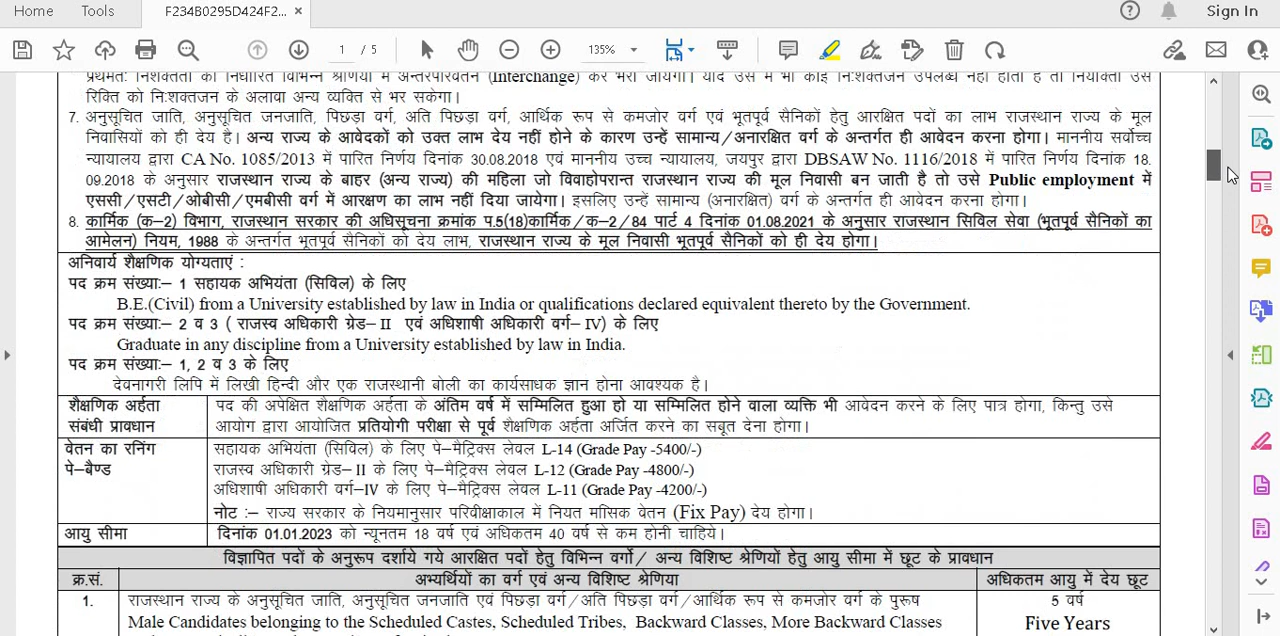 Home Tools F234B0295D424F2... × Sign In
1 / 5 135%
प्रथमतः निःशक्तता की निर्धारित विभिन्न श्रेणियों में अन्तरपरिवर्तन (Interchange) कर भरी जायेगी। यदि उस में भी कोई निःशक्तजन उपलब्ध नहीं होता है तो नियोक्ता उस
रिक्ति को निःशक्तजन के अलावा अन्य व्यक्ति से भर सकेगा।
7. अनुसूचित जाति, अनुसूचित जनजाति, पिछड़ा वर्ग, अति पिछड़ा वर्ग, आर्थिक रूप से कमजोर वर्ग एवं भूतपूर्व सैनिकों हेतु आरक्षित पदों का लाभ राजस्थान राज्य के मूल
निवासियों को ही देय है। अन्य राज्य के आवेदकों को उक्त लाभ देय नहीं होने के कारण उन्हें सामान्य/अनारक्षित वर्ग के अन्तर्गत ही आवेदन करना होगा। माननीय सर्वोच्च
न्यायालय द्वारा CA No. 1085/2013 में पारित निर्णय दिनांक 30.08.2018 एवं माननीय उच्च न्यायालय, जयपुर द्वारा DBSAW No. 1116/2018 में पारित निर्णय दिनांक 18.
09.2018 के अनुसार राजस्थान राज्य के बाहर (अन्य राज्य) की महिला जो विवाहोपरान्त राजस्थान राज्य की मूल निवासी बन जाती है तो उसे Public employment में
एससी/एसटी/ओबीसी/एमबीसी वर्ग में आरक्षण का लाभ नहीं दिया जायेगा। इसलिए उन्हें सामान्य (अनारक्षित) वर्ग के अन्तर्गत ही आवेदन करना होगा।
8. कार्मिक (क-2) विभाग, राजस्थान सरकार की अधिसूचना क्रमांक प.5(18)कार्मिक/क-2/84 पार्ट 4 दिनांक 01.08.2021 के अनुसार राजस्थान सिविल सेवा (भूतपूर्व सैनिकों का
आमेलन) नियम, 1988 के अन्तर्गत भूतपूर्व सैनिकों को देय लाभ, राजस्थान राज्य के मूल निवासी भूतपूर्व सैनिकों को ही देय होगा।
अनिवार्य शैक्षणिक योग्यताएं :
पद क्रम संख्या:- 1 सहायक अभियंता (सिविल) के लिए
B.E.(Civil) from a University established by law in India or qualifications declared equivalent thereto by the Government.
पद क्रम संख्या:- 2 व 3 ( राजस्व अधिकारी ग्रेड-II एवं अधिशाषी अधिकारी वर्ग-IV) के लिए
Graduate in any discipline from a University established by law in India.
पद क्रम संख्या:- 1, 2 व 3 के लिए
देवनागरी लिपि में लिखी हिन्दी और एक राजस्थानी बोली का कार्यसाधक ज्ञान होना आवश्यक है।
शैक्षणिक अर्हता पद की अपेक्षित शैक्षणिक अर्हता के अंतिम वर्ष में सम्मिलित हुआ हो या सम्मिलित होने वाला व्यक्ति भी आवेदन करने के लिए पात्र होगा, किन्तु उसे
संबंधी प्रावधान आयोग द्वारा आयोजित प्रतियोगी परीक्षा से पूर्व शैक्षणिक अर्हता अर्जित करने का सबूत देना होगा।
वेतन का रनिंग सहायक अभियंता (सिविल) के लिए पे-मैट्रिक्स लेवल L-14 (Grade Pay -5400/-)
पे-बैण्ड राजस्व अधिकारी ग्रेड-II के लिए पे-मैट्रिक्स लेवल L-12 (Grade Pay -4800/-)
अधिशाषी अधिकारी वर्ग-IV के लिए पे-मैट्रिक्स लेवल L-11 (Grade Pay -4200/-)
नोट :- राज्य सरकार के नियमानुसार परिवीक्षाकाल में नियत मासिक वेतन (Fix Pay) देय होगा।
आयु सीमा दिनांक 01.01.2023 को न्यूनतम 18 वर्ष एवं अधिकतम 40 वर्ष से कम होनी चाहिये।
विज्ञापित पदों के अनुरूप दर्शाये गये आरक्षित पदों हेतु विभिन्न वर्गों/ अन्य विशिष्ट श्रेणियों हेतु आयु सीमा में छूट के प्रावधान
क्र.सं. अभ्यर्थियों का वर्ग एवं अन्य विशिष्ट श्रेणिया अधिकतम आयु में देय छूट
1. राजस्थान राज्य के अनुसूचित जाति, अनुसूचित जनजाति एवं पिछड़ा वर्ग/अति पिछड़ा वर्ग/आर्थिक रूप से कमजोर वर्ग के पुरूष 5 वर्ष
Male Candidates belonging to the Scheduled Castes, Scheduled Tribes, Backward Classes, More Backward Classes Five Years